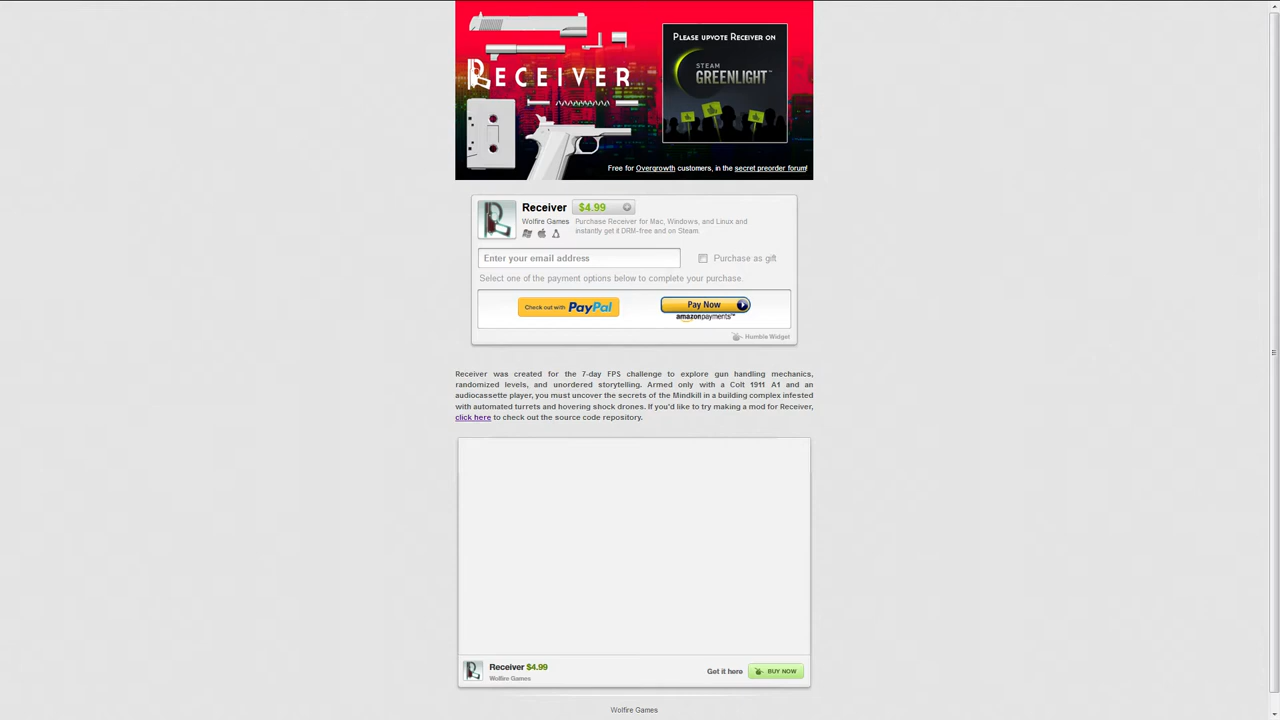 PLEASE UPVOTE RECEIVER ON
STEAM
GREENLIGHT™
RECEIVER
Free for Overgrowth customers, in the secret preorder forum!
Receiver $4.99
Wolfire Games
Purchase Receiver for Mac, Windows, and Linux and
instantly get it DRM-free and on Steam.
Enter your email address
Purchase as gift
Select one of the payment options below to complete your purchase.
Check out with PayPal
Pay Now
amazonpayments™
Humble Widget
Receiver was created for the 7-day FPS challenge to explore gun handling mechanics,
randomized levels, and unordered storytelling. Armed only with a Colt 1911 A1 and an
audiocassette player, you must uncover the secrets of the Mindkill in a building complex infested
with automated turrets and hovering shock drones. If you'd like to try making a mod for Receiver,
click here to check out the source code repository.
Receiver $4.99
Wolfire Games
Get it here
BUY NOW
Wolfire Games